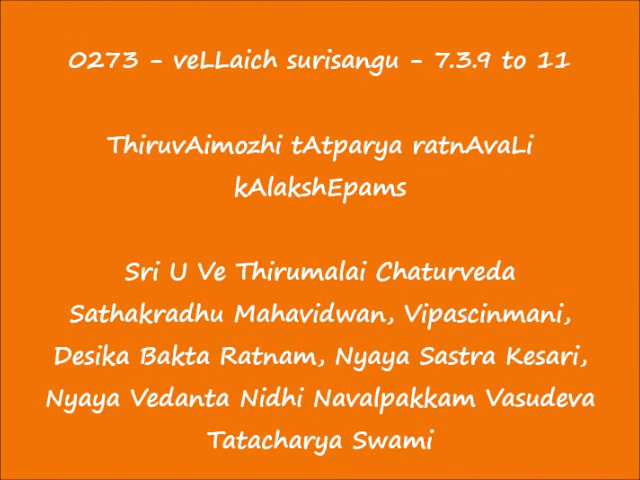 0273 - veLLaich surisangu - 7.3.9 to 11
ThiruvAimozhi tAtparya ratnAvaLi
kAlakshEpams
Sri U Ve Thirumalai Chaturveda
Sathakradhu Mahavidwan, Vipascinmani,
Desika Bakta Ratnam, Nyaya Sastra Kesari,
Nyaya Vedanta Nidhi Navalpakkam Vasudeva
Tatacharya Swami